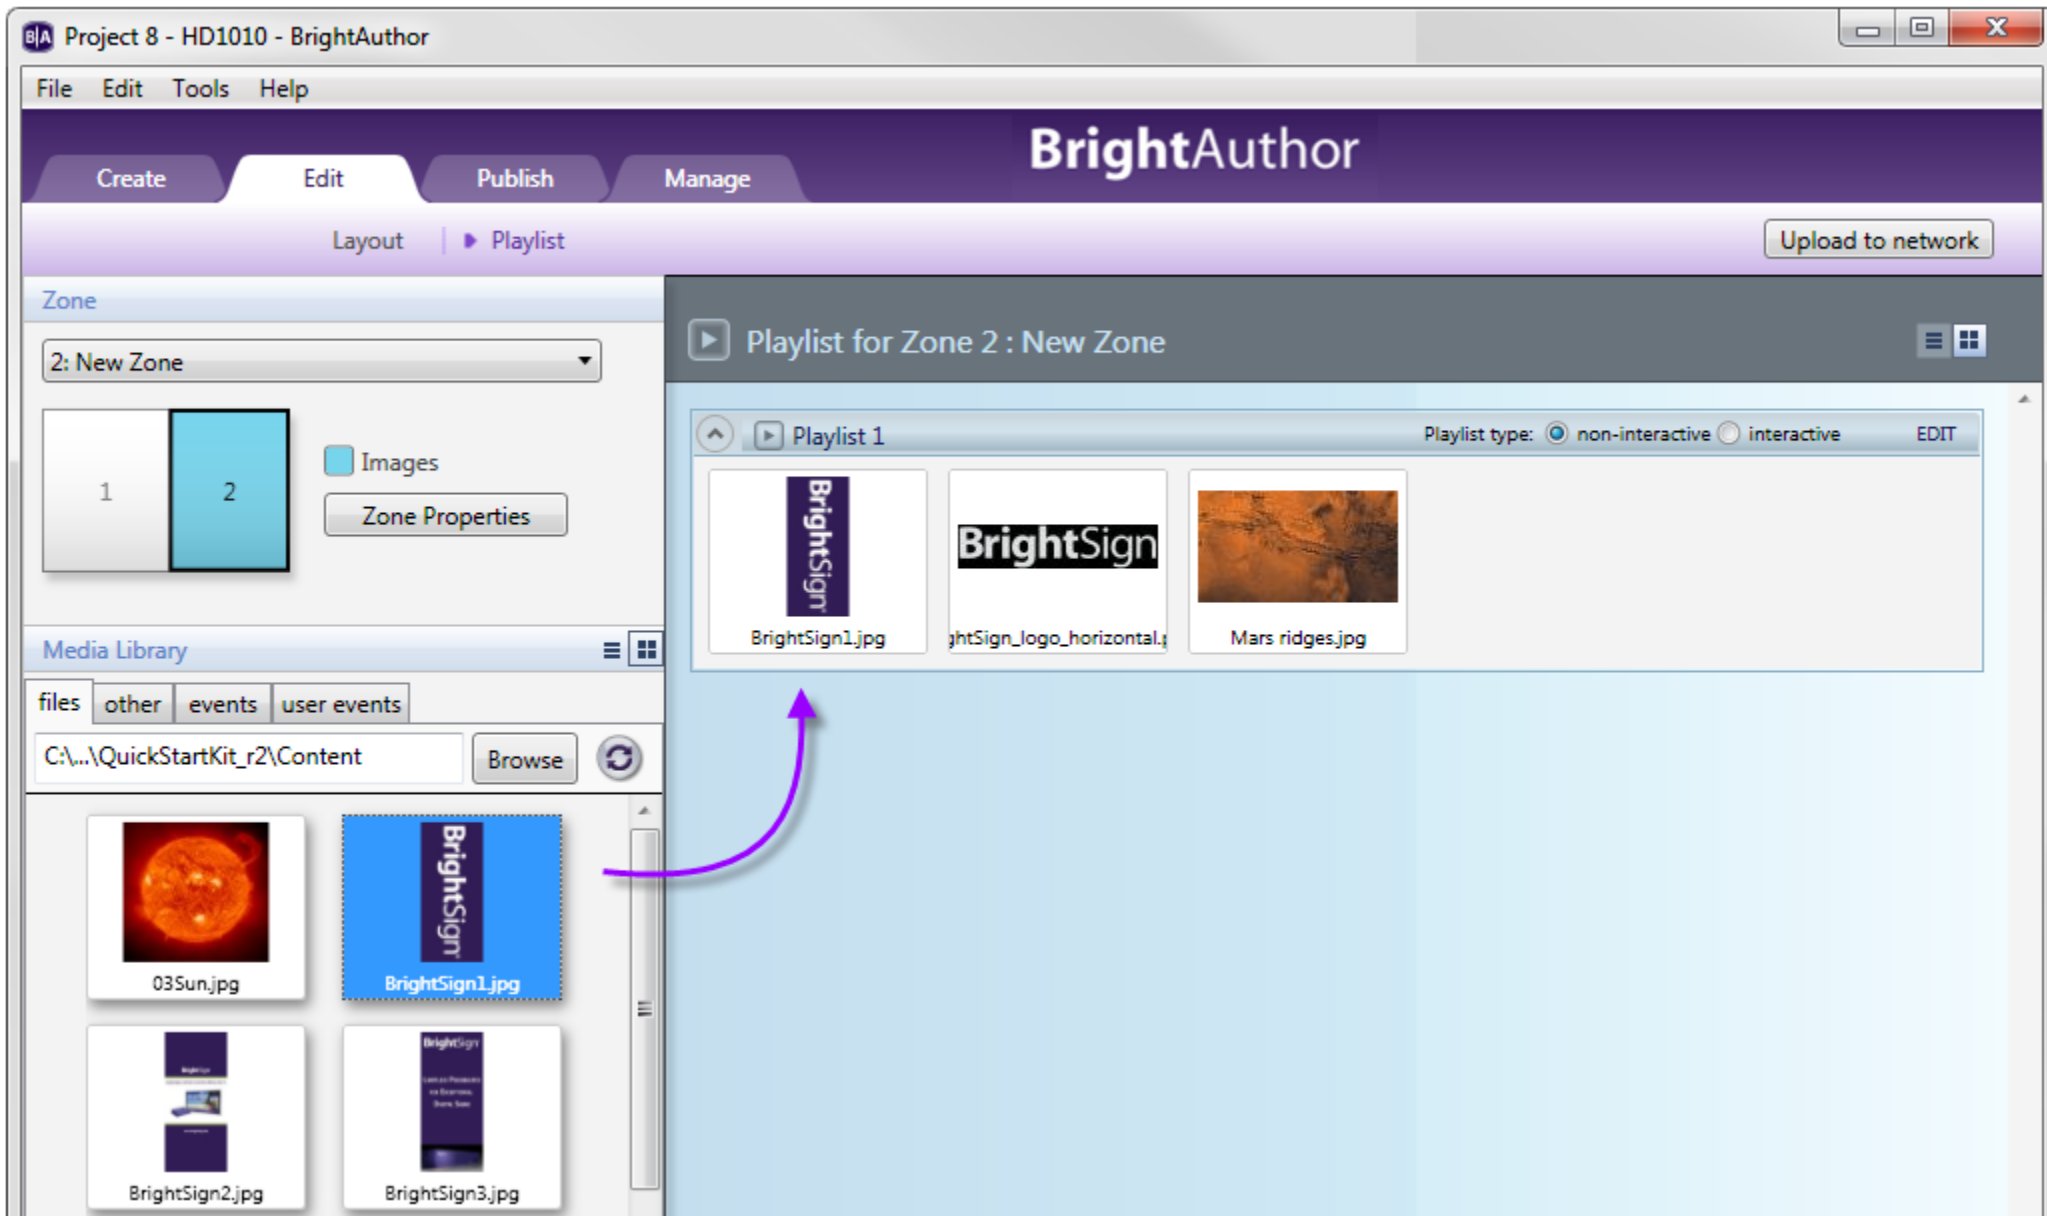 B|A Project 8 - HD1010 - BrightAuthor
File Edit Tools Help
BrightAuthor
Create Edit Publish Manage
Layout Playlist
Upload to network
Zone
2: New Zone
1 2
Images
Zone Properties
Playlist for Zone 2 : New Zone
Playlist 1
Playlist type: non-interactive interactive EDIT
BrightSign
BrightSign
BrightSign1.jpg
ghtSign_logo_horizontal.p
Mars ridges.jpg
Media Library
files other events user events
C:\...\QuickStartKit_r2\Content
Browse
BrightSign
03Sun.jpg
BrightSign1.jpg
BrightSign
BrightSign2.jpg
BrightSign3.jpg